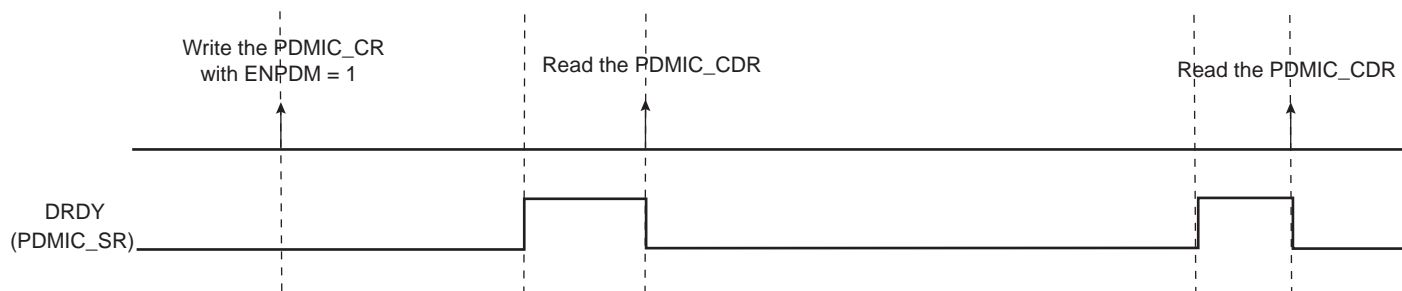 Write the PDMIC_CR
with ENPDM = 1
Read the PDMIC_CDR
Read the PDMIC_CDR
DRDY
(PDMIC_SR)